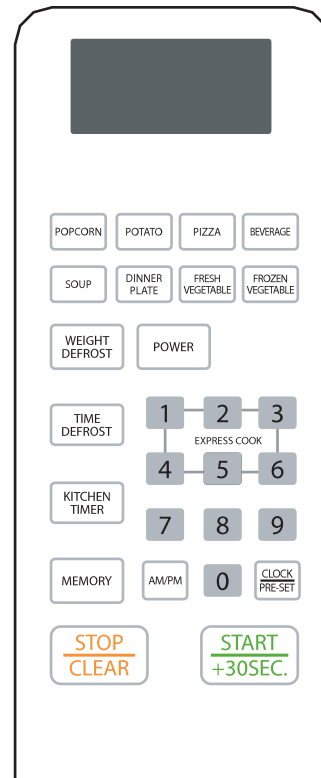 POPCORN POTATO PIZZA BEVERAGE
SOUP DINNER PLATE FRESH VEGETABLE FROZEN VEGETABLE
WEIGHT DEFROST POWER
TIME DEFROST
1 2 3
EXPRESS COOK
4 5 6
KITCHEN TIMER
7 8 9
MEMORY AM/PM 0 CLOCK PRE-SET
STOP CLEAR
START +30SEC.